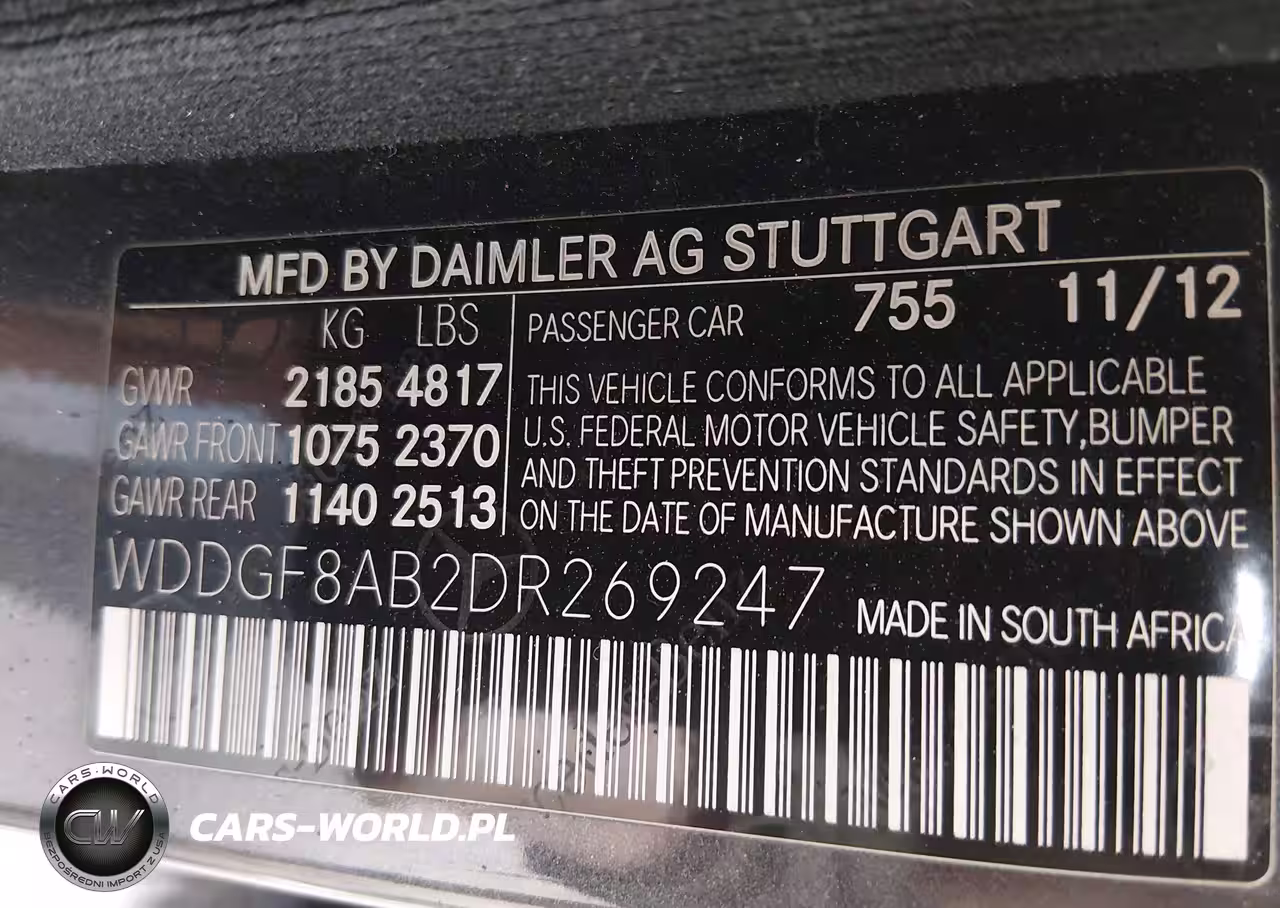 MFD BY DAIMLER AG STUTTGART
KG LBS
PASSENGER CAR 755 11/12
GVWR 2185 4817
GAWR FRONT 1075 2370
GAWR REAR 1140 2513
THIS VEHICLE CONFORMS TO ALL APPLICABLE
U.S. FEDERAL MOTOR VEHICLE SAFETY,BUMPER
AND THEFT PREVENTION STANDARDS IN EFFECT
ON THE DATE OF MANUFACTURE SHOWN ABOVE
WDDGF8AB2DR269247
MADE IN SOUTH AFRICA
CARS-WORLD
CW
BEZPOŚREDNI IMPORT Z USA
CARS-WORLD.PL